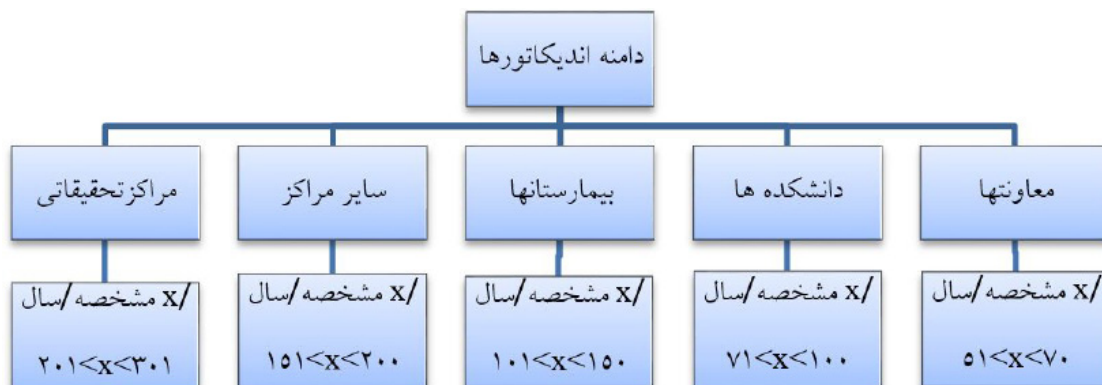 دامنه اندیکاتورها
معاونتها
دانشکده ها
بیمارستانها
سایر مراکز
مراکزتحقیقاتی
/x مشخصه/سال
۵۱<x<۷۰
/x مشخصه/سال
۷۱<x<۱۰۰
/x مشخصه/سال
۱۰۱<x<۱۵۰
/x مشخصه/سال
۱۵۱<x<۲۰۰
/x مشخصه/سال
۲۰۱<x<۳۰۱